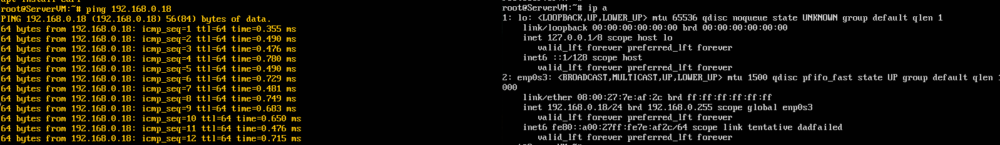 root@ServerVM:~# ping 192.168.0.18
PING 192.168.0.18 (192.168.0.18) 56(84) bytes of data.
64 bytes from 192.168.0.18: icmp_seq=1 ttl=64 time=0.355 ms
64 bytes from 192.168.0.18: icmp_seq=2 ttl=64 time=0.490 ms
64 bytes from 192.168.0.18: icmp_seq=3 ttl=64 time=0.476 ms
64 bytes from 192.168.0.18: icmp_seq=4 ttl=64 time=0.780 ms
64 bytes from 192.168.0.18: icmp_seq=5 ttl=64 time=0.490 ms
64 bytes from 192.168.0.18: icmp_seq=6 ttl=64 time=0.729 ms
64 bytes from 192.168.0.18: icmp_seq=7 ttl=64 time=0.481 ms
64 bytes from 192.168.0.18: icmp_seq=8 ttl=64 time=0.749 ms
64 bytes from 192.168.0.18: icmp_seq=9 ttl=64 time=0.683 ms
64 bytes from 192.168.0.18: icmp_seq=10 ttl=64 time=0.650 ms
64 bytes from 192.168.0.18: icmp_seq=11 ttl=64 time=0.476 ms
64 bytes from 192.168.0.18: icmp_seq=12 ttl=64 time=0.715 ms
root@ServerVM:~# ip a
1: lo: <LOOPBACK,UP,LOWER_UP> mtu 65536 qdisc noqueue state UNKNOWN group default qlen 1
link/loopback 00:00:00:00:00:00 brd 00:00:00:00:00:00
inet 127.0.0.1/8 scope host lo
valid_lft forever preferred_lft forever
inet6 ::1/128 scope host
valid_lft forever preferred_lft forever
2: enp0s3: <BROADCAST,MULTICAST,UP,LOWER_UP> mtu 1500 qdisc pfifo_fast state UP group default qlen 1
000
link/ether 08:00:27:7e:af:2c brd ff:ff:ff:ff:ff:ff
inet 192.168.0.18/24 brd 192.168.0.255 scope global enp0s3
valid_lft forever preferred_lft forever
inet6 fe80::a00:27ff:fe7e:af2c/64 scope link tentative dadfailed
valid_lft forever preferred_lft forever